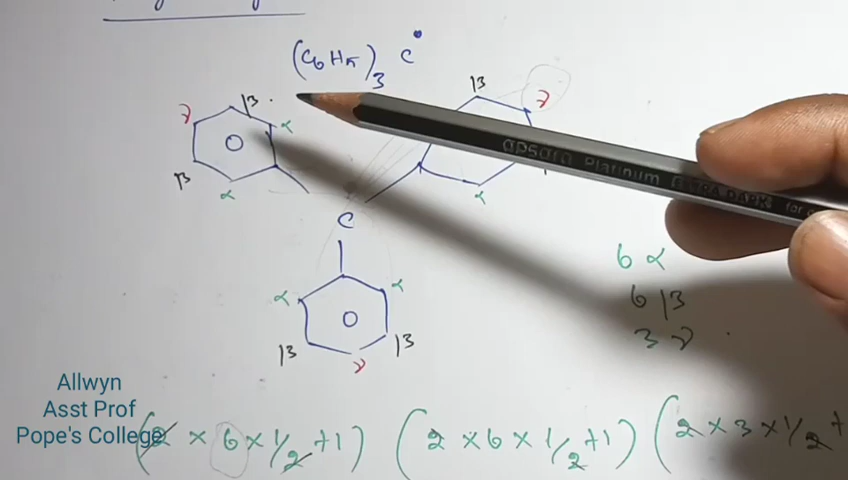 (C6H5)3 C•
β γ
γ β α
β α α
C
α α
6 α
6 β
β β
3 γ
γ
Allwyn
Asst Prof
Pope's College
(2 × 6 × 1/2 +1) (2 × 6 × 1/2 +1) (2 × 3 × 1/2 +
apsara Platinum EXTRA DARK